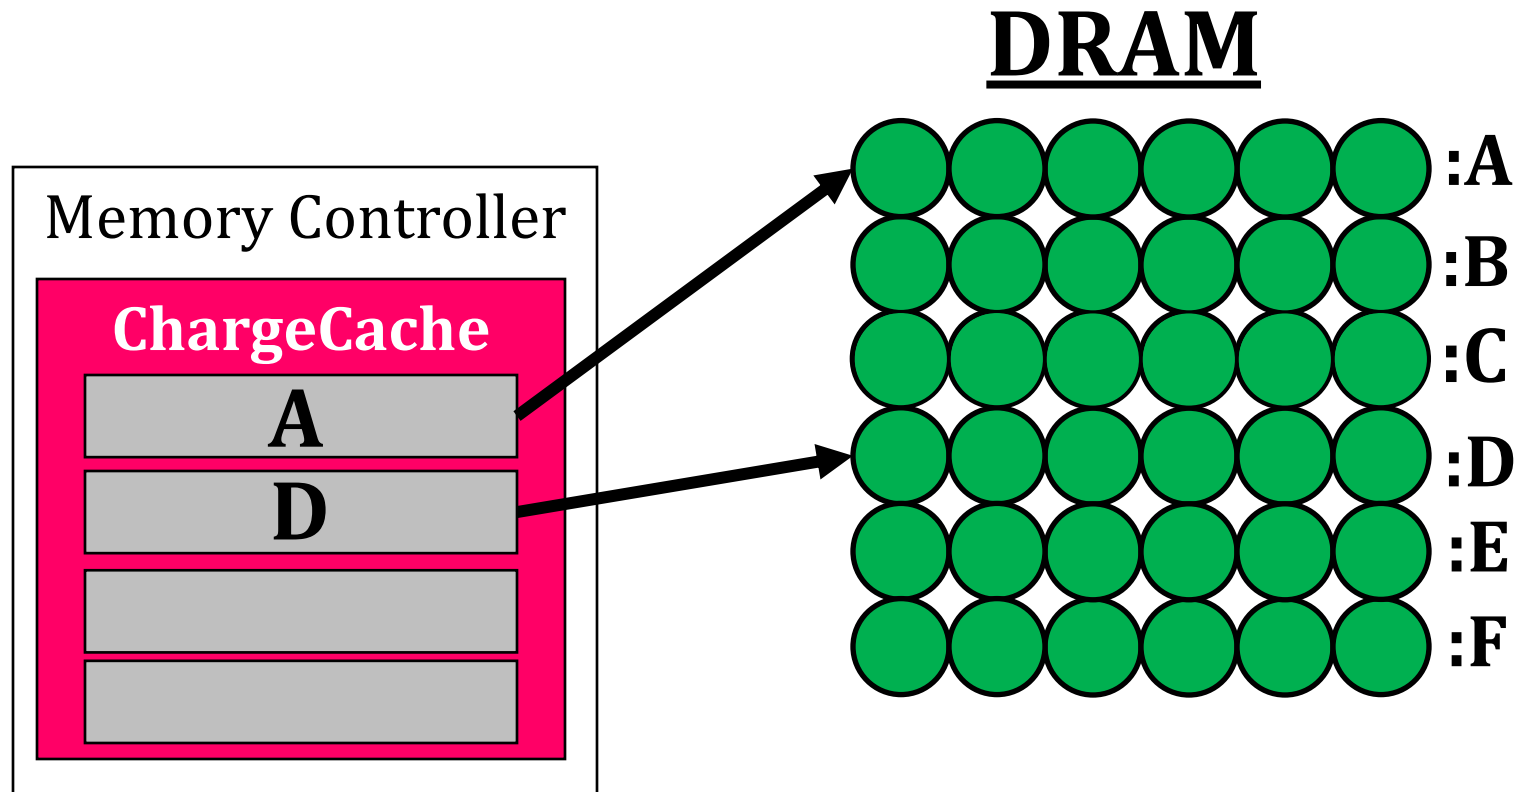 DRAM
Memory Controller
ChargeCache
A
D
:A
:B
:C
:D
:E
:F